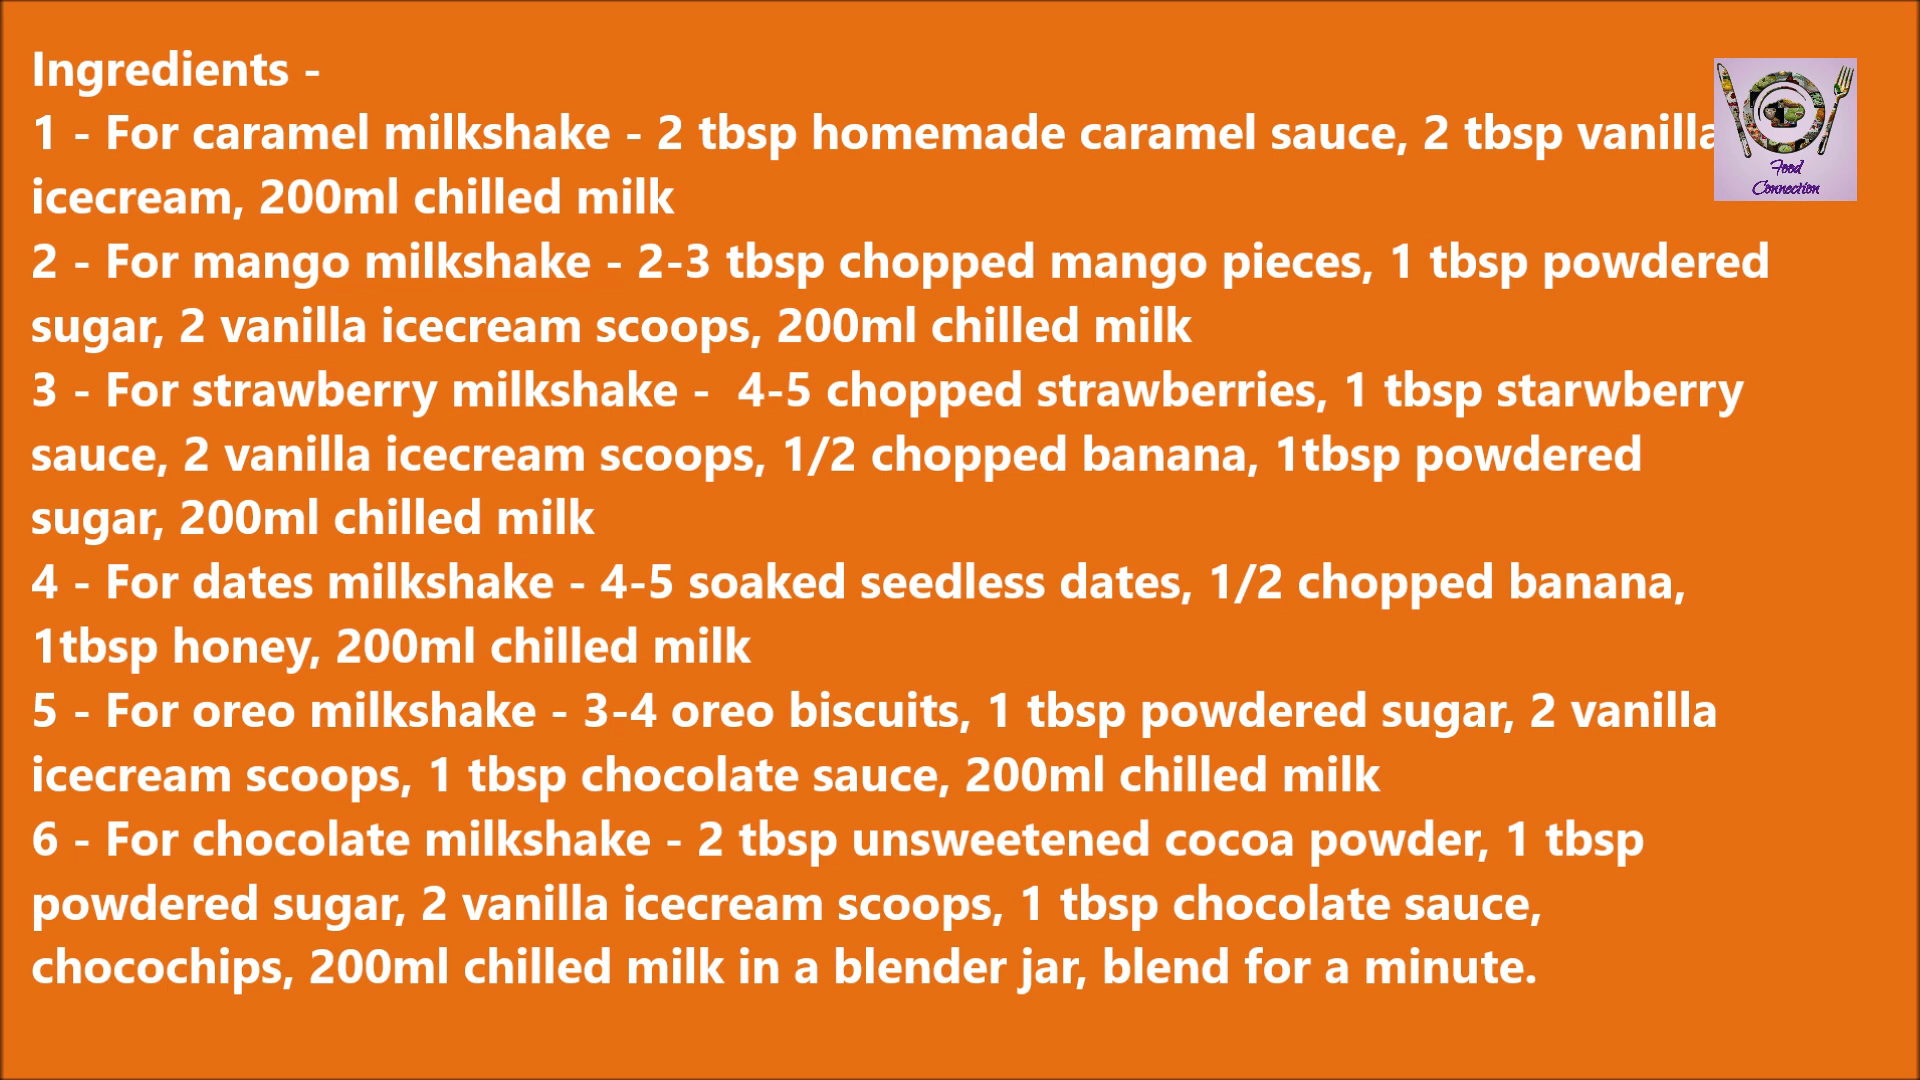 Ingredients -
1 - For caramel milkshake - 2 tbsp homemade caramel sauce, 2 tbsp vanilla
icecream, 200ml chilled milk
2 - For mango milkshake - 2-3 tbsp chopped mango pieces, 1 tbsp powdered
sugar, 2 vanilla icecream scoops, 200ml chilled milk
3 - For strawberry milkshake -  4-5 chopped strawberries, 1 tbsp starwberry
sauce, 2 vanilla icecream scoops, 1/2 chopped banana, 1tbsp powdered
sugar, 200ml chilled milk
4 - For dates milkshake - 4-5 soaked seedless dates, 1/2 chopped banana,
1tbsp honey, 200ml chilled milk
5 - For oreo milkshake - 3-4 oreo biscuits, 1 tbsp powdered sugar, 2 vanilla
icecream scoops, 1 tbsp chocolate sauce, 200ml chilled milk
6 - For chocolate milkshake - 2 tbsp unsweetened cocoa powder, 1 tbsp
powdered sugar, 2 vanilla icecream scoops, 1 tbsp chocolate sauce,
chocochips, 200ml chilled milk in a blender jar, blend for a minute.
Food
Connection